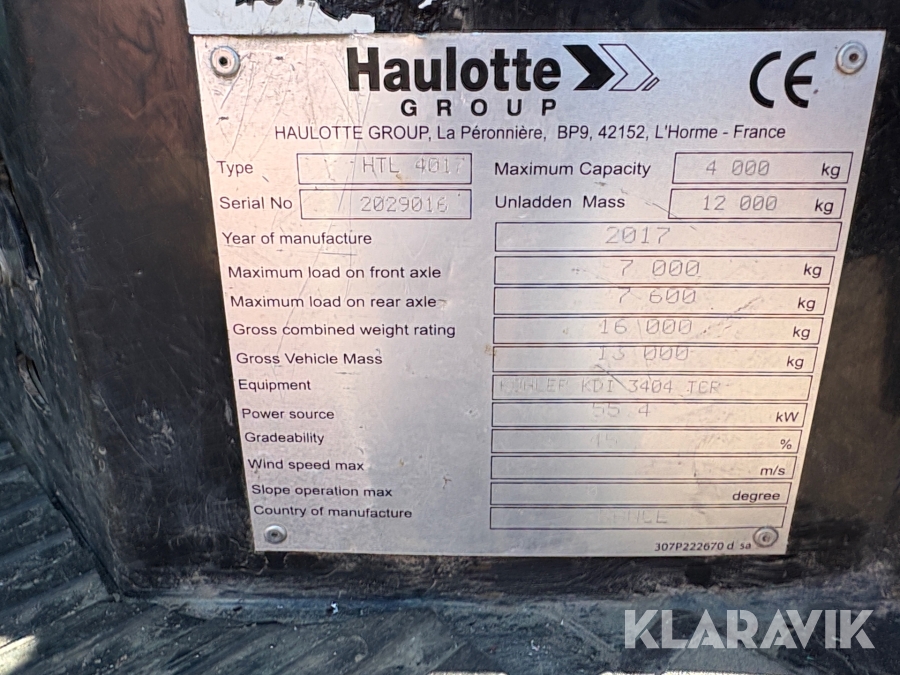 Haulotte
GROUP
CE
HAULOTTE GROUP, La Péronnière, BP9, 42152, L'Horme - France
Type HTL 4017 Maximum Capacity 4 000 kg
Serial No 2029016 Unladden Mass 12 000 kg
Year of manufacture 2017
Maximum load on front axle 7 000 kg
Maximum load on rear axle 7 600 kg
Gross combined weight rating 16 000 kg
Gross Vehicle Mass 13 000 kg
Equipment KDI 3404 TCR
Power source 55 4 kW
Gradeability %
Wind speed max m/s
Slope operation max degree
Country of manufacture
307P222670 d sa
KLARAVIK